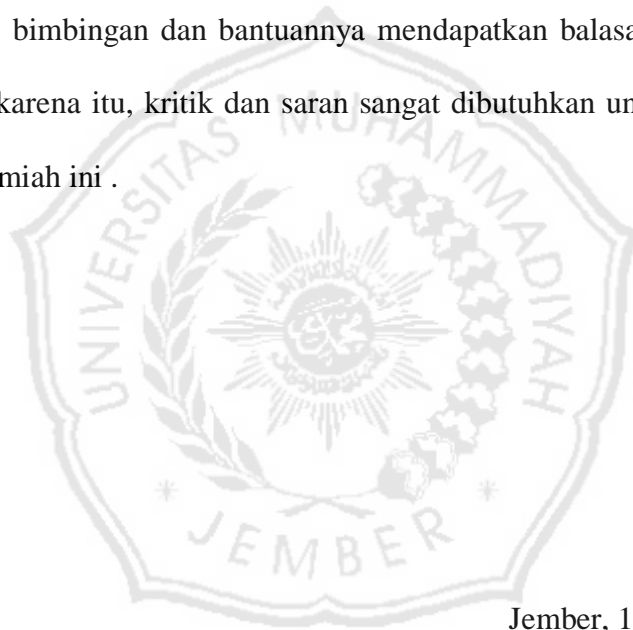 bimbingan dan bantuannya mendapatkan balasa
karena itu, kritik dan saran sangat dibutuhkan un
miah ini .
UNIVERSITAS MUHAMMADIYAH
JEMBER
Jember, 1